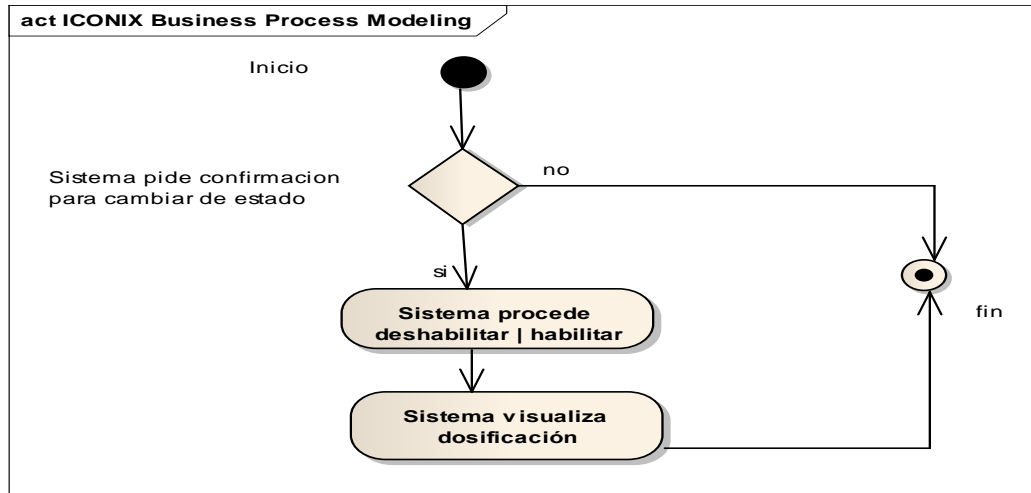 act ICONIX Business Process Modeling
Inicio
Sistema pide confirmacion
para cambiar de estado
no
si
Sistema procede
deshabilitar | habilitar
fin
Sistema visualiza
dosificación